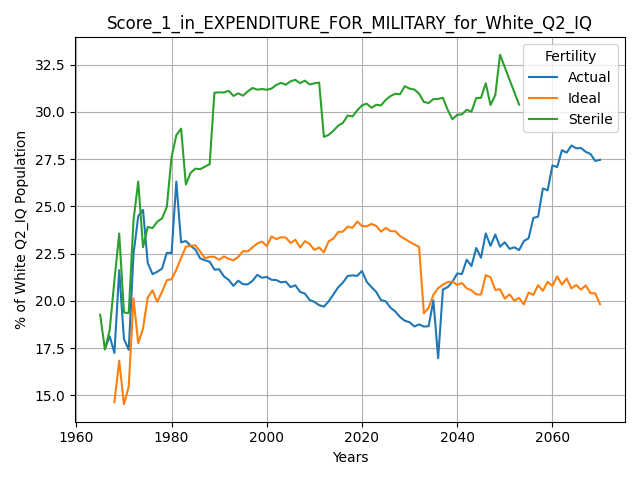 Score_1_in_EXPENDITURE_FOR_MILITARY_for_White_Q2_IQ
% of White Q2_IQ Population
32.5
30.0
27.5
25.0
22.5
20.0
17.5
15.0
Fertility
Actual
Ideal
Sterile
1960
1980
2000
2020
2040
2060
Years